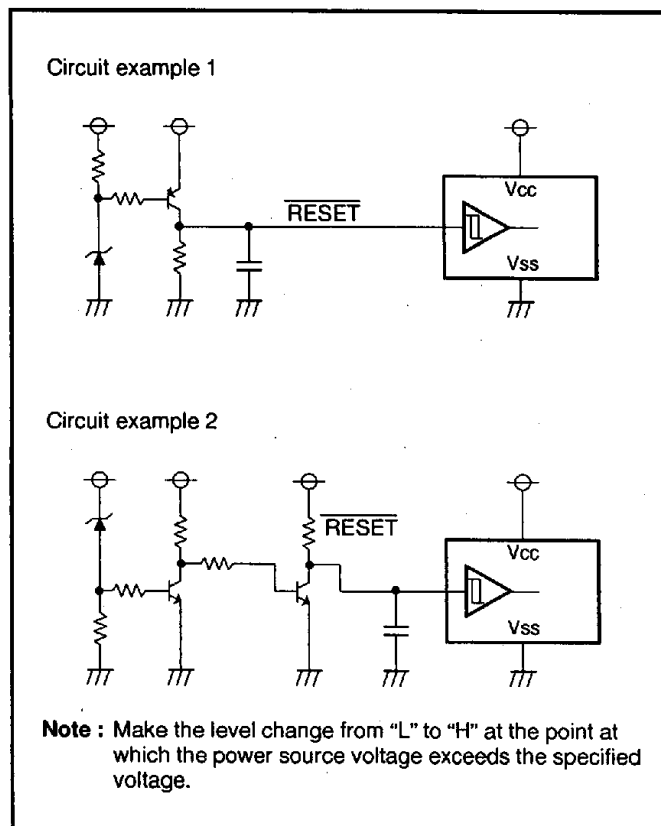 Circuit example 1
RESET
Vcc
Vss
Circuit example 2
RESET
Vcc
Vss
Note : Make the level change from “L” to “H” at the point at
which the power source voltage exceeds the specified
voltage.